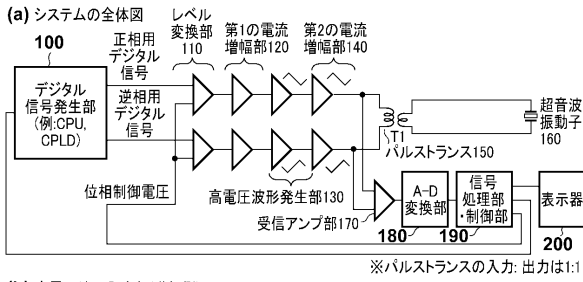 (a) システムの全体図
100
デジタル
信号発生部
(例:CPU,
CPLD)
正相用
デジタル
信号
逆相用
デジタル
信号
位相制御電圧
レベル
変換部
110
第1の電流
増幅部120
第2の電流
増幅部140
高電圧波形発生部130
受信アンプ部170
T1
パルストランス150
超音波
振動子
160
A-D
変換部
180
信号
処理部
・制御部
190
表示器
200
※パルストランスの入力: 出力は1:1